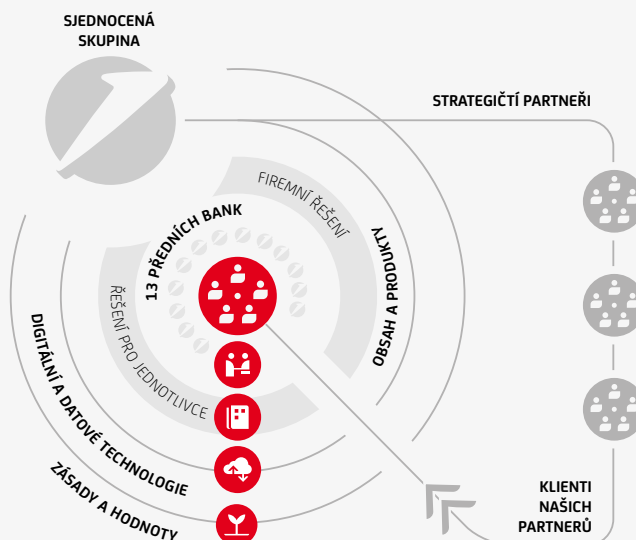 SJEDNOCENÁ
SKUPINA
STRATEGIČTÍ PARTNEŘI
FIREMNÍ ŘEŠENÍ
13 PŘEDNÍCH BANK
OBSAH A PRODUKTY
ŘEŠENÍ PRO JEDNOTLIVCE
DIGITÁLNÍ A DATOVÉ TECHNOLOGIE
ZÁSADY A HODNOTY
KLIENTI
NAŠICH
PARTNERŮ